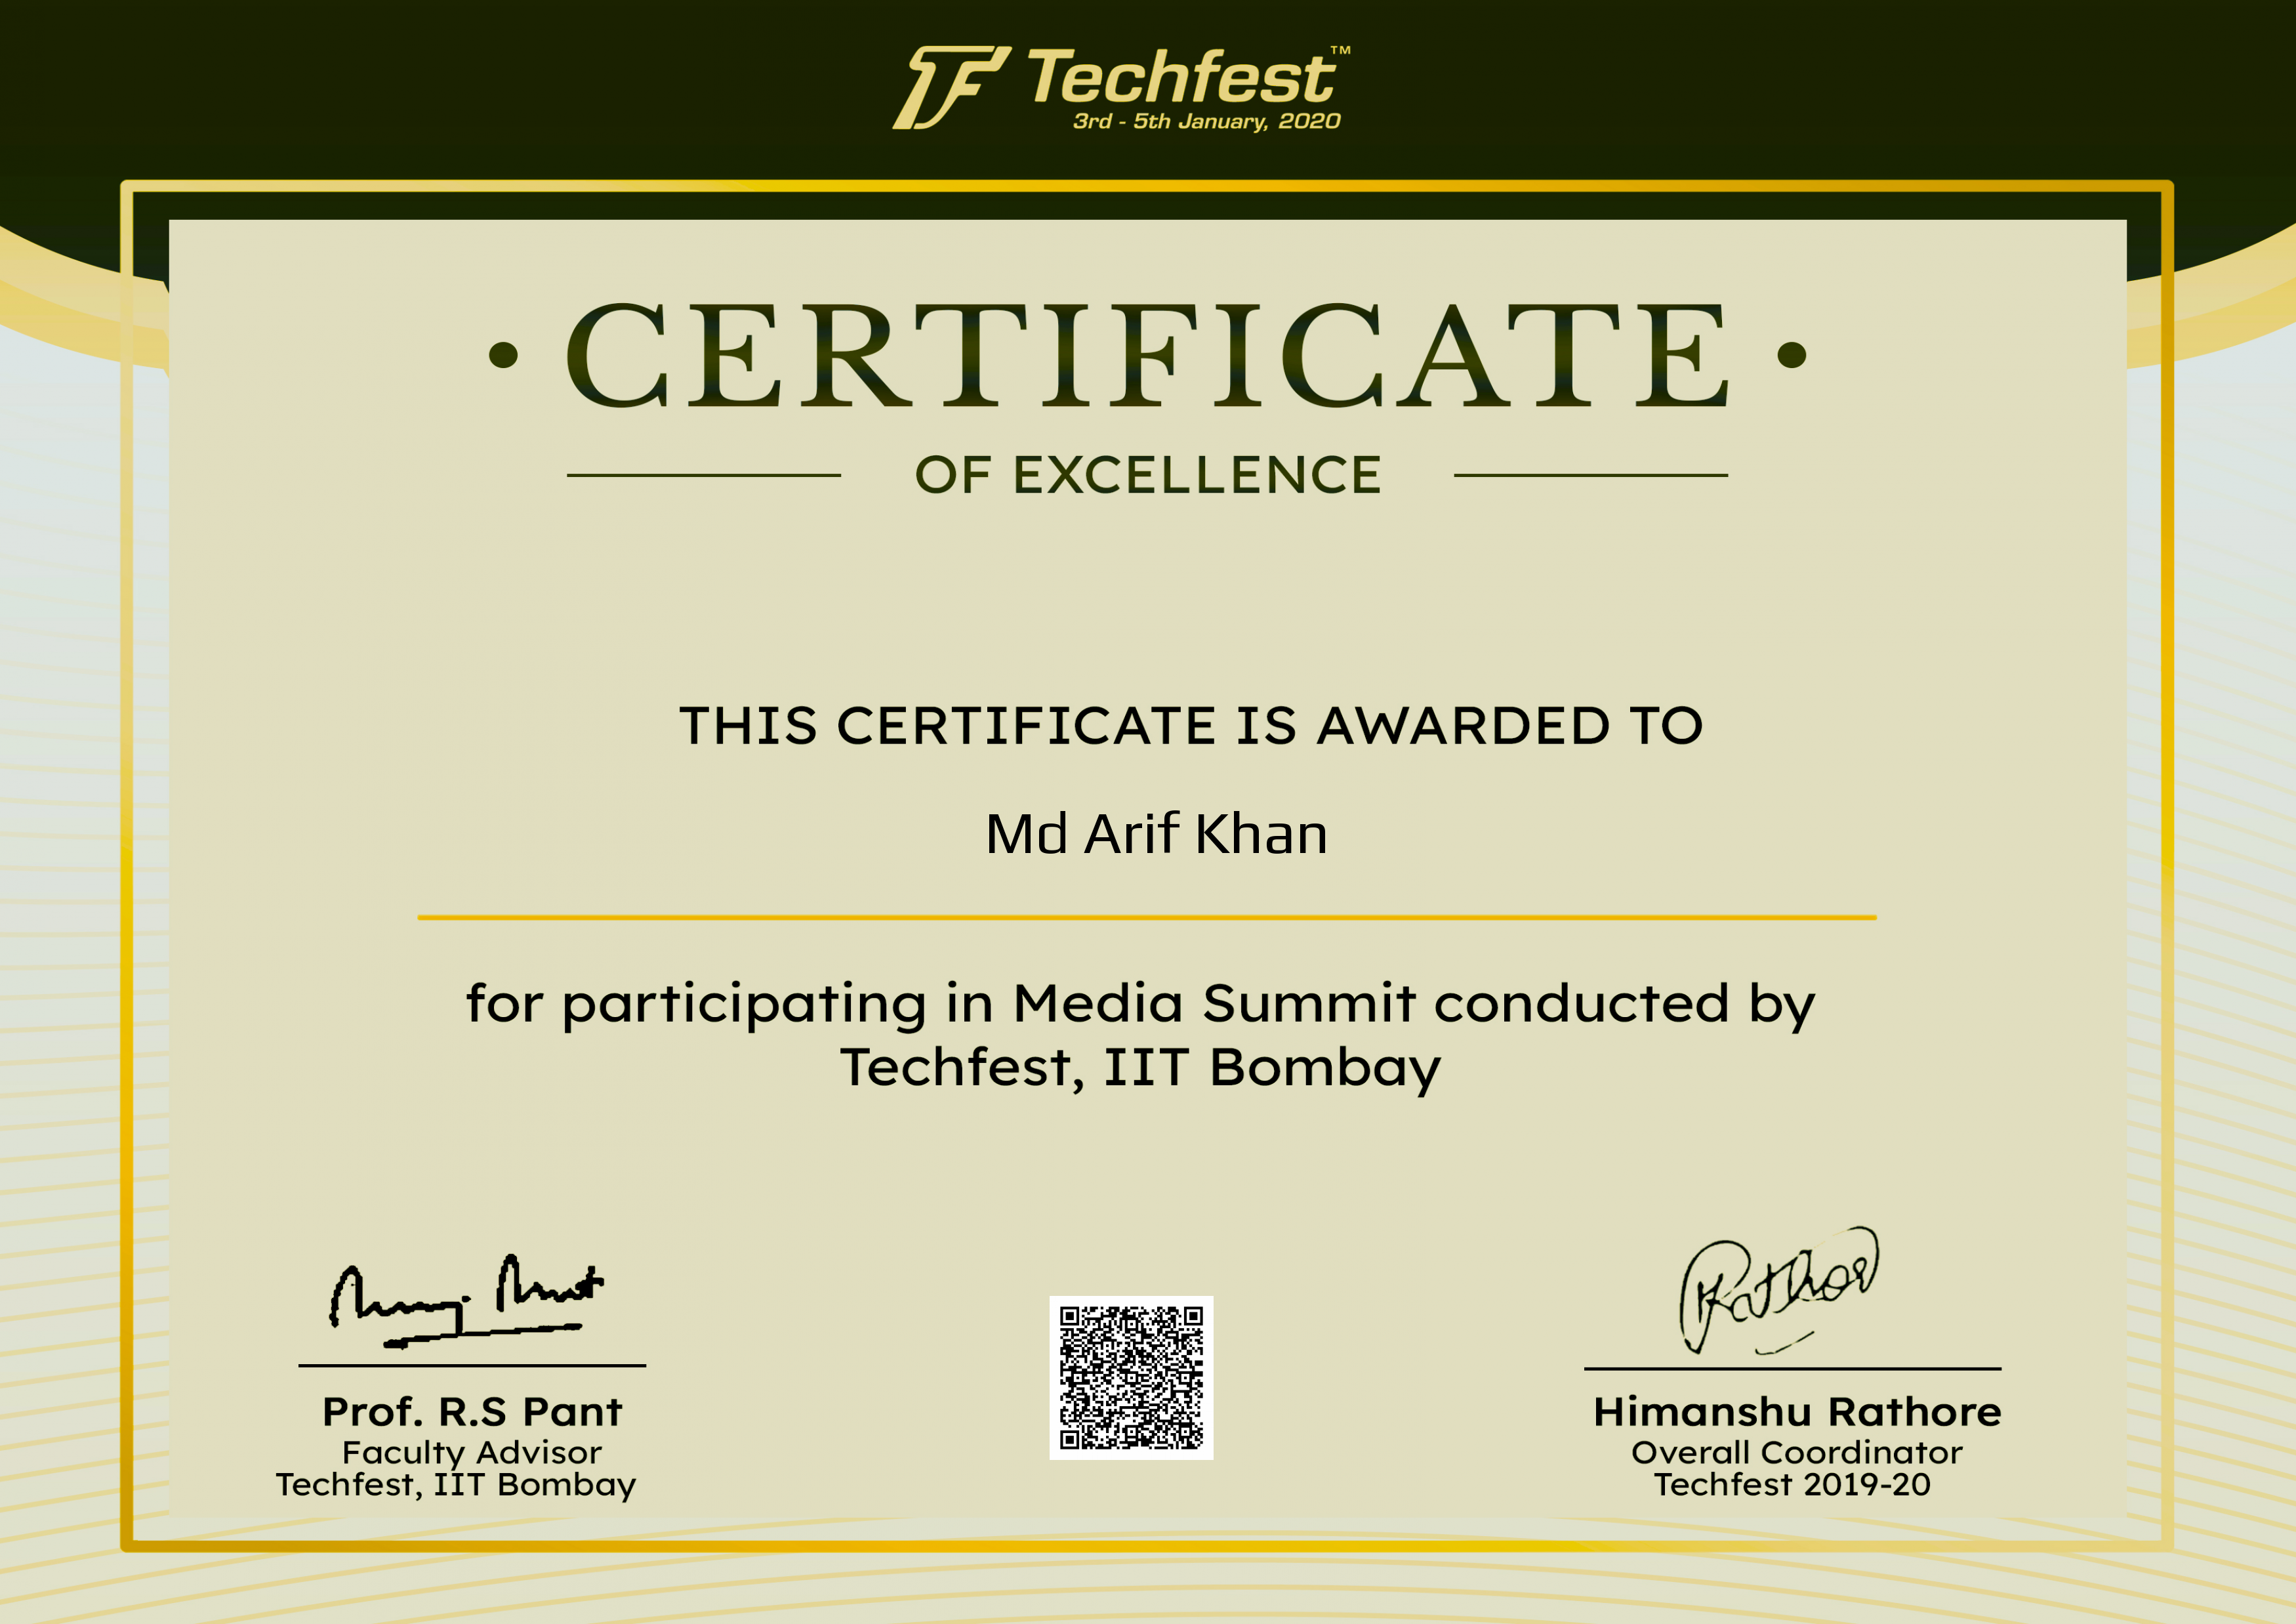 TF Techfest™
3rd - 5th January, 2020
• CERTIFICATE •
OF EXCELLENCE
THIS CERTIFICATE IS AWARDED TO
Md Arif Khan
for participating in Media Summit conducted by
Techfest, IIT Bombay
Rathor
Prof. R.S Pant
Faculty Advisor
Techfest, IIT Bombay
Himanshu Rathore
Overall Coordinator
Techfest 2019-20